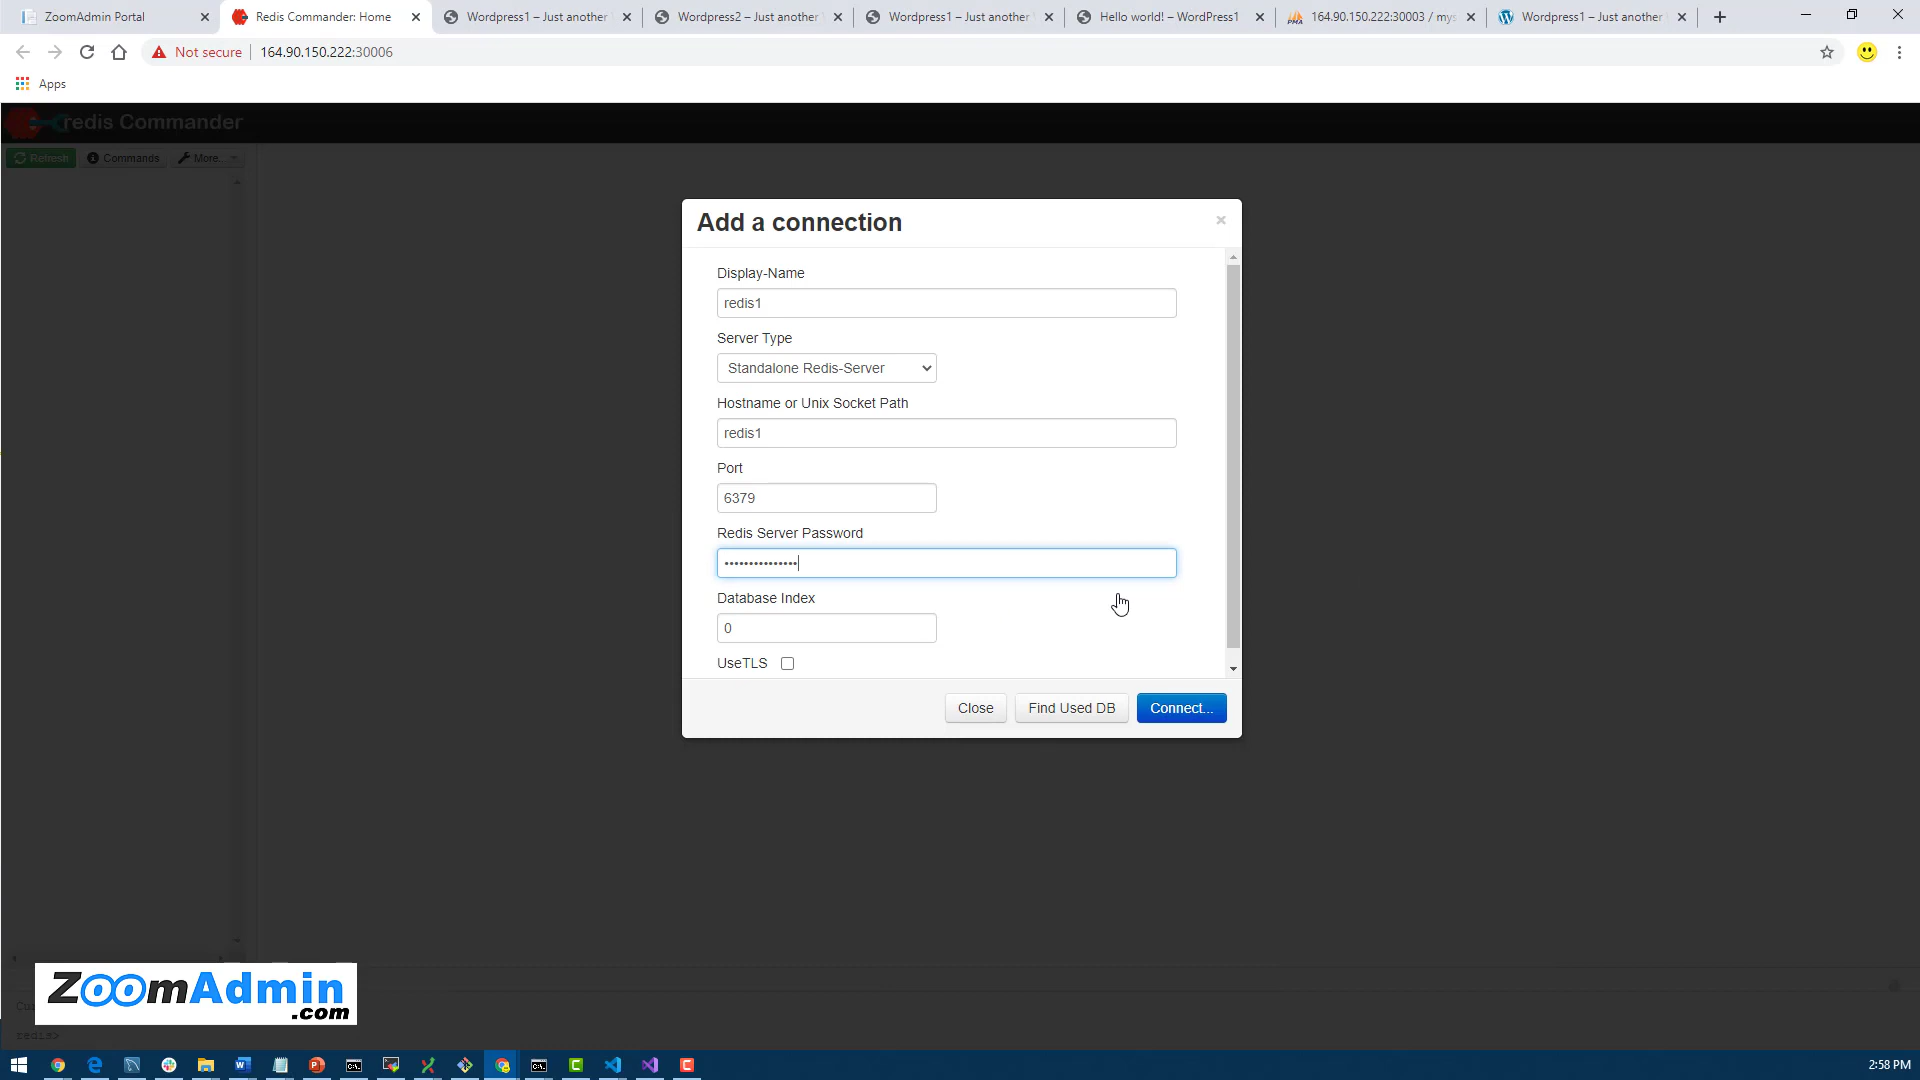 ZoomAdmin Portal
Redis Commander: Home
Wordpress1 – Just another
Wordpress2 – Just another
Wordpress1 – Just another
Hello world! – WordPress1
164.90.150.222:30003 / mys
Wordpress1 – Just another
Not secure
164.90.150.222:30006
Apps
redis Commander
Refresh
Commands
More
Add a connection
×
Display-Name
redis1
Server Type
Standalone Redis-Server
Hostname or Unix Socket Path
redis1
Port
6379
Redis Server Password
•••••••••••••••
Database Index
0
UseTLS
Close
Find Used DB
Connect...
ZoomAdmin
.com
redis>
2:58 PM